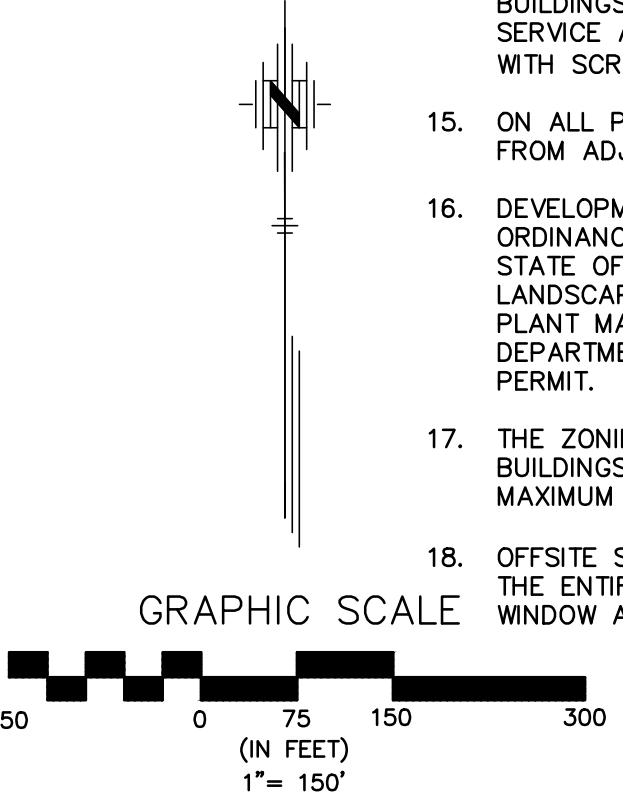 BUILDINGS
SERVICE
WITH SCR
15. ON ALL P
FROM ADJ
16. DEVELOPM
ORDINANC
STATE OF
LANDSCAP
PLANT MA
DEPARTME
PERMIT.
17. THE ZONI
BUILDINGS
MAXIMUM
18. OFFSITE S
THE ENTIR
WINDOW A
N
GRAPHIC SCALE
50 0 75 150 300
(IN FEET)
1"= 150'